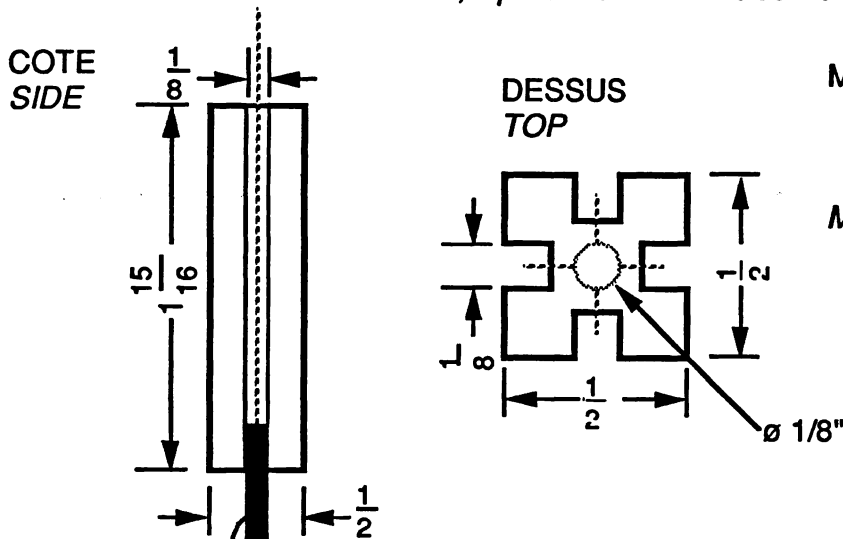 COTE
SIDE
1/8
1 15/16
1/2
DESSUS
TOP
1/8
1/2
1/2
ø 1/8"
M
M